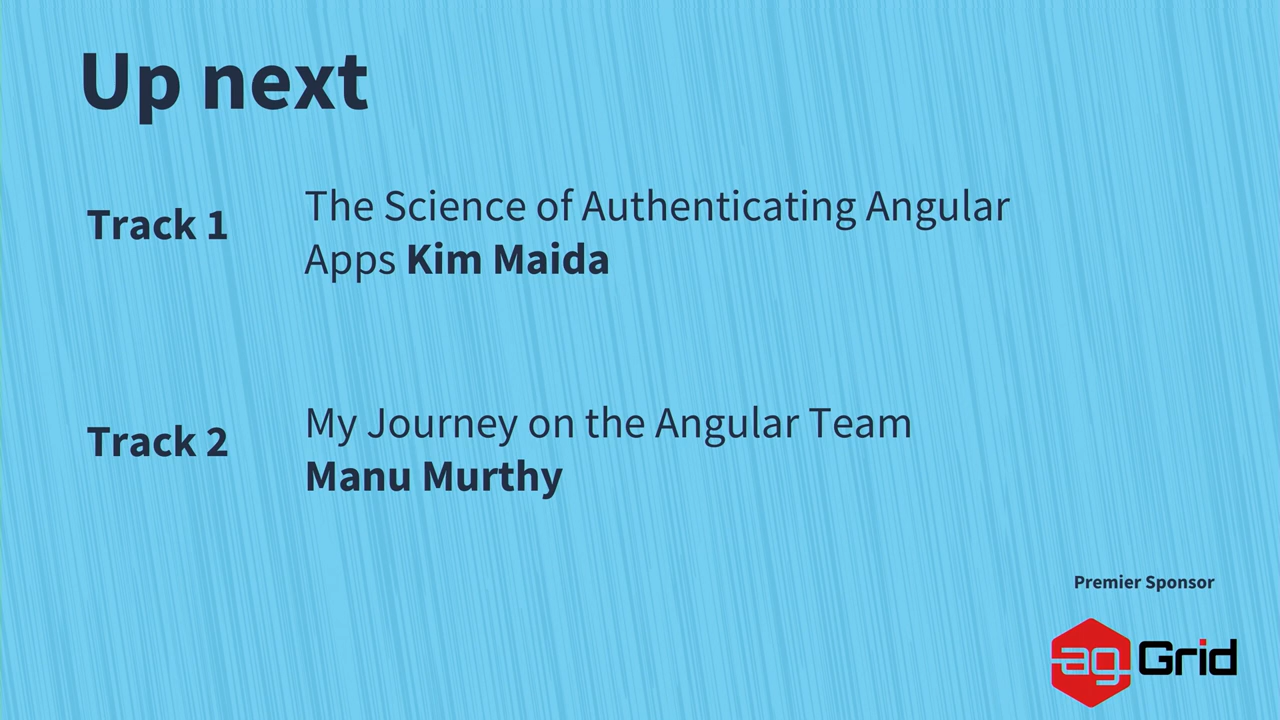 Up next
Track 1
The Science of Authenticating Angular
Apps Kim Maida
Track 2
My Journey on the Angular Team
Manu Murthy
Premier Sponsor
ag Grid